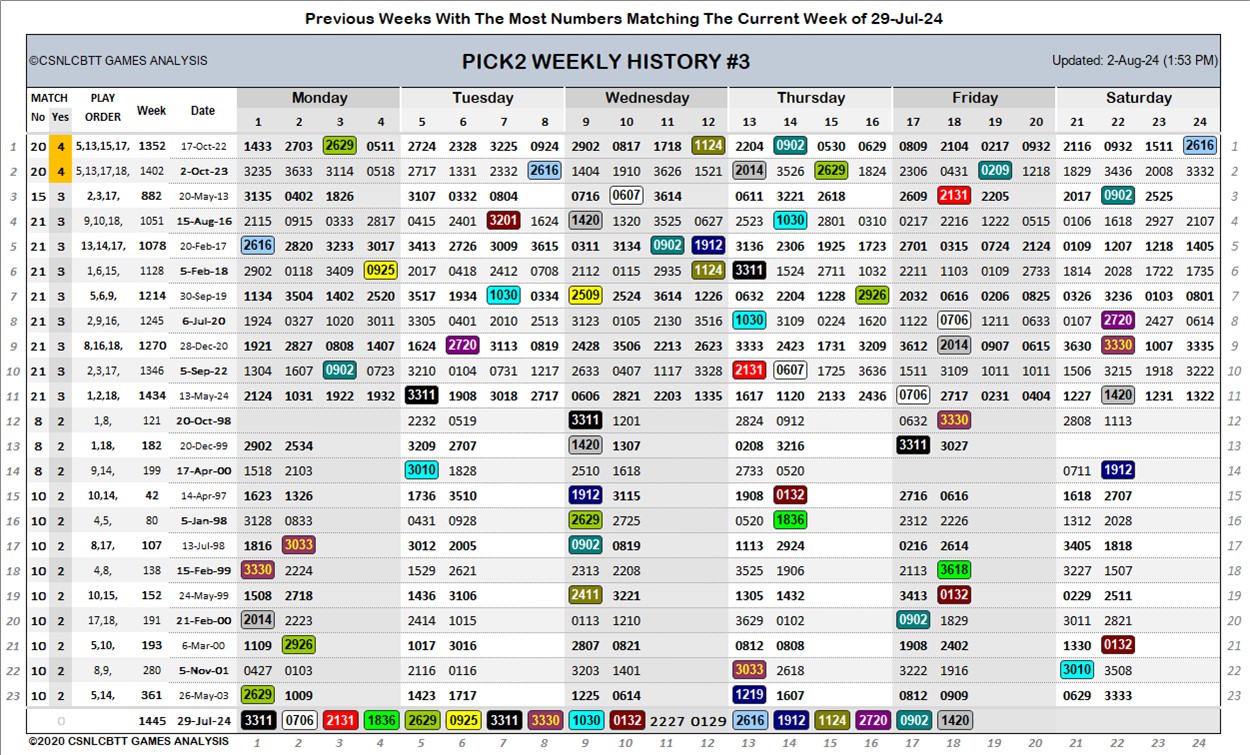 Previous Weeks With The Most Numbers Matching The Current Week of 29-Jul-24
©CSNLCBTT GAMES ANALYSIS PICK2 WEEKLY HISTORY #3 Updated: 2-Aug-24 (1:53 PM)
MATCH PLAY Week Date Monday Tuesday Wednesday Thursday Friday Saturday
No Yes ORDER 1 2 3 4 5 6 7 8 9 10 11 12 13 14 15 16 17 18 19 20 21 22 23 24
1 20 4 5,13,15,17, 1352 17-Oct-22 1433 2703 2629 0511 2724 2328 3225 0924 2902 0817 1718 1124 2204 0902 0530 0629 0809 2104 0217 0932 2116 0932 1511 2616 1
2 20 4 5,13,17,18, 1402 2-Oct-23 3235 3633 3114 0518 2717 1331 2332 2616 1404 1910 3626 1521 2014 3526 2629 1824 2306 0431 0209 1218 1829 3436 2008 3332 2
3 15 3 2,3,17, 882 20-May-13 3135 0402 1826 3107 0332 0804 0716 0607 3614 0611 3221 2618 2609 2131 2205 2017 0902 2525 3
4 21 3 9,10,18, 1051 15-Aug-16 2115 0915 0333 2817 0415 2401 3201 1624 1420 1320 3525 0627 2523 1030 2801 0310 0217 2216 1222 0515 0106 1618 2927 2107 4
5 21 3 13,14,17, 1078 20-Feb-17 2616 2820 3233 3017 3413 2726 3009 3615 0311 3134 0902 1912 3136 2306 1925 1723 2701 0315 0724 2124 0109 1207 1218 1405 5
6 21 3 1,6,15, 1128 5-Feb-18 2902 0118 3409 0925 2017 0418 2412 0708 2112 0115 2935 1124 3311 1524 2711 1032 2211 1103 0109 2733 1814 2028 1722 1735 6
7 21 3 5,6,9, 1214 30-Sep-19 1134 3504 1402 2520 3517 1934 1030 0334 2509 2524 3614 1226 0632 2204 1228 2926 2032 0616 0206 0825 0326 3236 0103 0801 7
8 21 3 2,9,16, 1245 6-Jul-20 1924 0327 1020 3011 3305 0401 2010 2513 3123 0105 2130 3516 1030 3109 0224 1620 1122 0706 1211 0633 0107 2720 2427 0614 8
9 21 3 8,16,18, 1270 28-Dec-20 1921 2827 0808 1407 1624 2720 3113 0819 2428 3506 2213 2623 3333 2423 1731 3209 3612 2014 0907 0615 3630 3330 1007 3335 9
10 21 3 2,3,17, 1346 5-Sep-22 1304 1607 0902 0723 3210 0104 0731 1217 2633 0407 1117 3328 2131 0607 1725 3636 1511 3109 1011 1011 1506 3215 1918 3222 10
11 21 3 1,2,18, 1434 13-May-24 2124 1031 1922 1932 3311 1908 3018 2717 0606 2821 2203 1335 1617 1120 2133 2436 0706 2717 0231 0404 1227 1420 1231 1322 11
12 8 2 1,8, 121 20-Oct-98 2232 0519 3311 1201 2824 0912 0632 3330 2808 1113 12
13 8 2 1,18, 182 20-Dec-99 2902 2534 3209 2707 1420 1307 0208 3216 3311 3027 13
14 8 2 9,14, 199 17-Apr-00 1518 2103 3010 1828 2510 1618 2733 0520 0711 1912 14
15 10 2 10,14, 42 14-Apr-97 1623 1326 1736 3510 1912 3115 1908 0132 2716 0616 1618 2707 15
16 10 2 4,5, 80 5-Jan-98 3128 0833 0431 0928 2629 2725 0520 1836 2312 2226 1312 2028 16
17 10 2 8,17, 107 13-Jul-98 1816 3033 3012 2005 0902 0819 1113 2924 0216 2614 3405 1818 17
18 10 2 4,8, 138 15-Feb-99 3330 2224 1529 2621 2313 2208 3525 1906 2113 3618 3227 1507 18
19 10 2 10,15, 152 24-May-99 1508 2718 1436 3106 2411 3221 1305 1432 3413 0132 0229 2511 19
20 10 2 17,18, 191 21-Feb-00 2014 2223 2414 1015 0113 1210 3629 0102 0902 1829 3011 2821 20
21 10 2 5,10, 193 6-Mar-00 1109 2926 1017 3016 2807 0821 0812 0808 1908 2402 1330 0132 21
22 10 2 8,9, 280 5-Nov-01 0427 0103 2116 0116 3203 1401 3033 2618 3222 1916 3010 3508 22
23 10 2 5,14, 361 26-May-03 2629 1009 1423 1717 1225 0614 1219 1607 0812 0909 0629 3333 23
0 1445 29-Jul-24 3311 0706 2131 1836 2629 0925 3311 3330 1030 0132 2227 0129 2616 1912 1124 2720 0902 1420
©2020 CSNLCBTT GAMES ANALYSIS 1 2 3 4 5 6 7 8 9 10 11 12 13 14 15 16 17 18 19 20 21 22 23 24